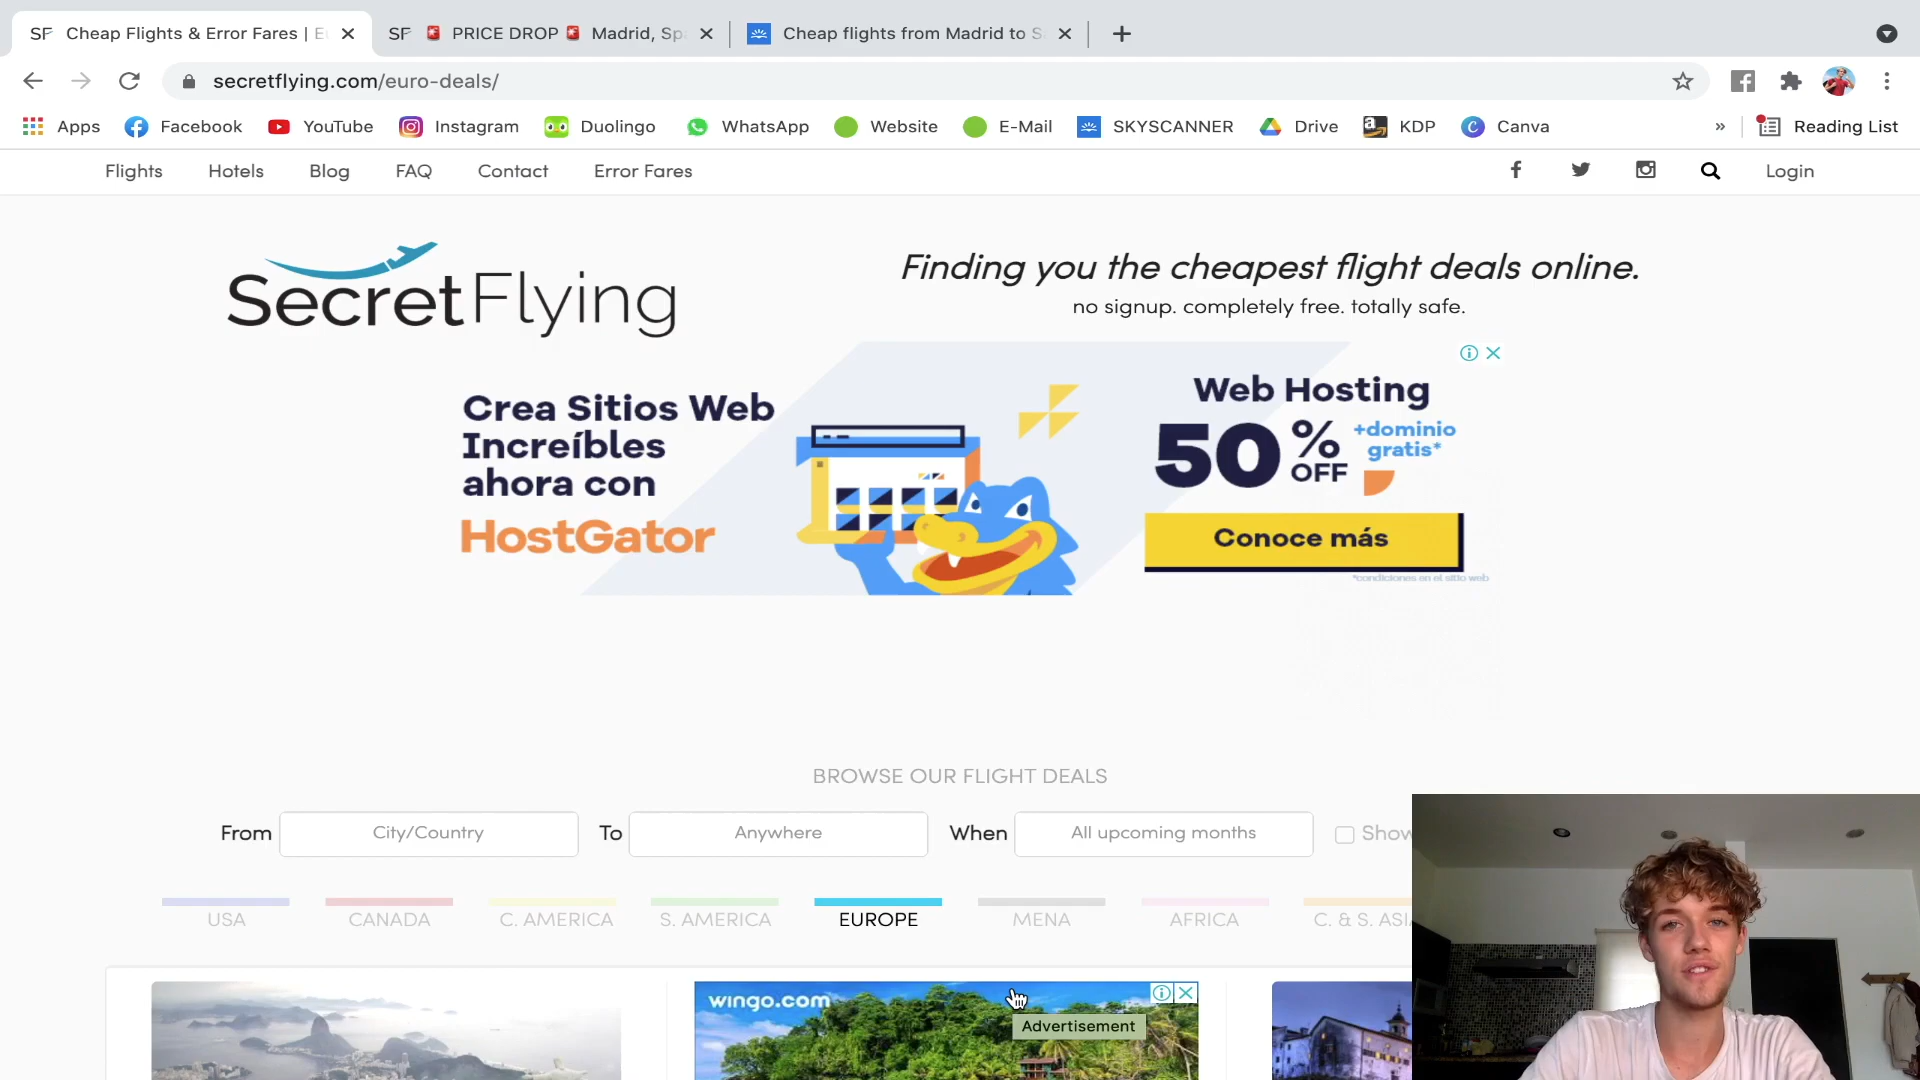 SF Cheap Flights & Error Fares | E
SF PRICE DROP Madrid, Sp
Cheap flights from Madrid to S
secretflying.com/euro-deals/
Apps Facebook YouTube Instagram Duolingo WhatsApp Website E-Mail SKYSCANNER Drive KDP Canva » Reading List
Flights Hotels Blog FAQ Contact Error Fares Login
SecretFlying
Finding you the cheapest flight deals online.
no signup. completely free. totally safe.
Crea Sitios Web
Increíbles
ahora con
HostGator
Web Hosting
50% OFF
+dominio
gratis*
Conoce más
*condiciones en el sitio web
BROWSE OUR FLIGHT DEALS
From City/Country To Anywhere When All upcoming months Show
USA CANADA C. AMERICA S. AMERICA EUROPE MENA AFRICA C. & S. ASI
wingo.com
Advertisement